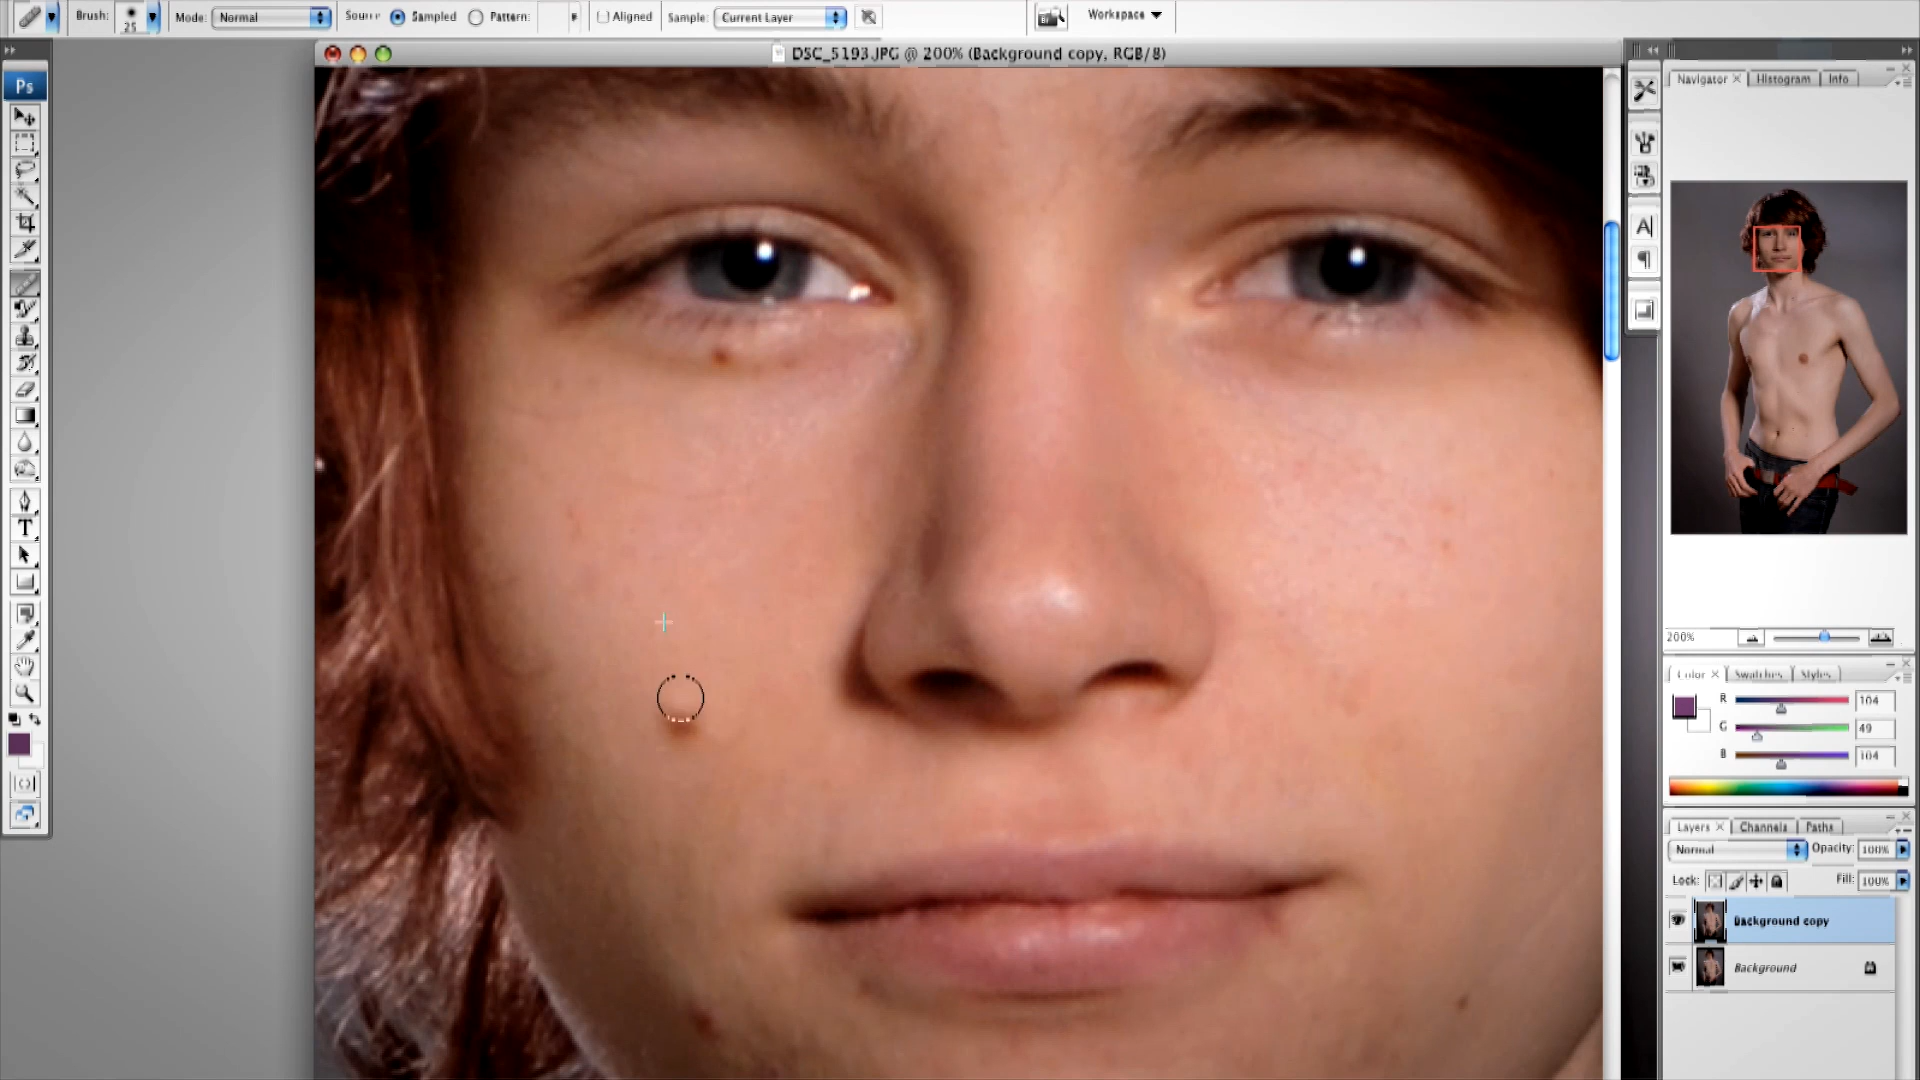 Brush: 25 Mode: Normal Source: Sampled Pattern: Aligned Sample: Current Layer Br Workspace
DSC_5193.JPG @ 200% (Background copy, RGB/8)
Ps
Navigator Histogram Info
A
T
200%
Color Swatches Styles
R 104
G 49
B 104
Layers Channels Paths
Normal Opacity: 100%
Lock: Fill: 100%
Background copy
Background